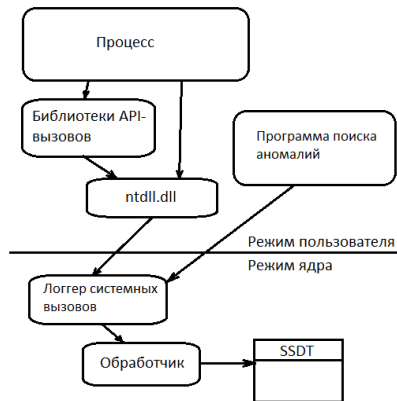 Процесс
Библиотеки API-
вызовов
Программа поиска
аномалий
ntdll.dll
Режим пользователя
Режим ядра
Логгер системных
вызовов
SSDT
Обработчик